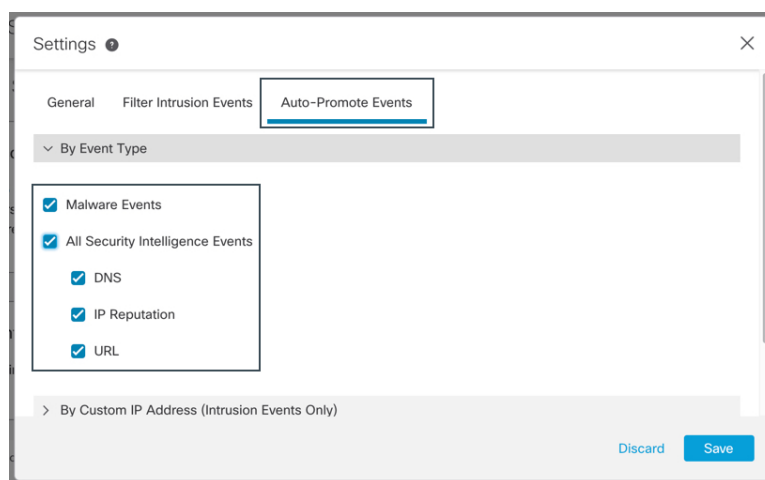 Settings
General Filter Intrusion Events Auto-Promote Events
By Event Type
Malware Events
All Security Intelligence Events
DNS
IP Reputation
URL
By Custom IP Address (Intrusion Events Only)
Discard Save